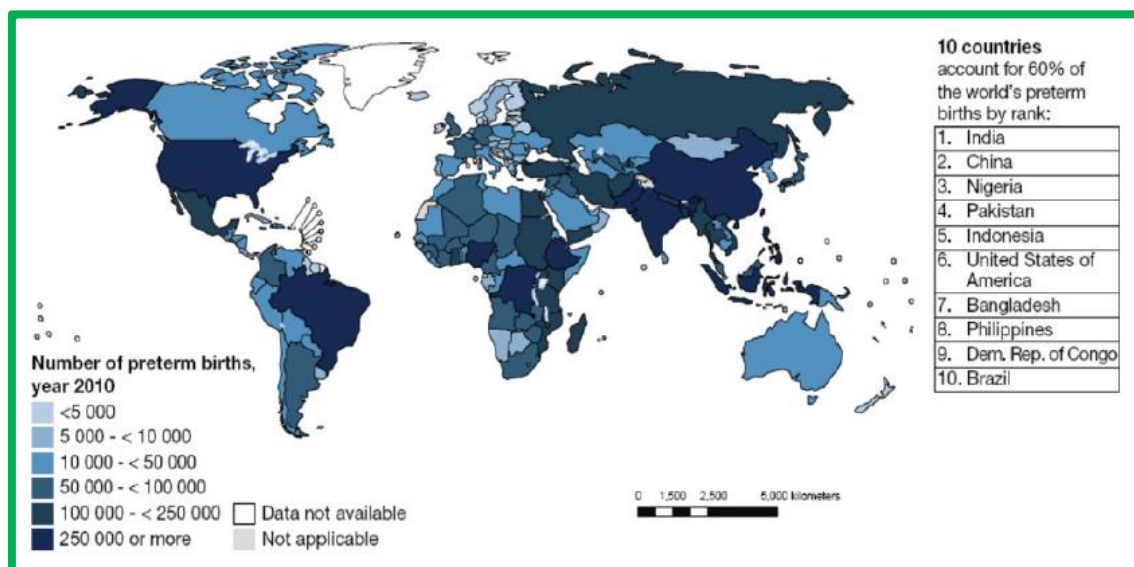 10 countries
account for 60% of
the world's preterm
births by rank:
1. India
2. China
3. Nigeria
4. Pakistan
5. Indonesia
6. United States of
America
7. Bangladesh
8. Philippines
9. Dem. Rep. of Congo
10. Brazil
Number of preterm births,
year 2010
<5 000
5 000 - < 10 000
10 000 - < 50 000
50 000 - < 100 000
100 000 - < 250 000
250 000 or more
Data not available
Not applicable
0 1,500 2,500 5,000 kilometers